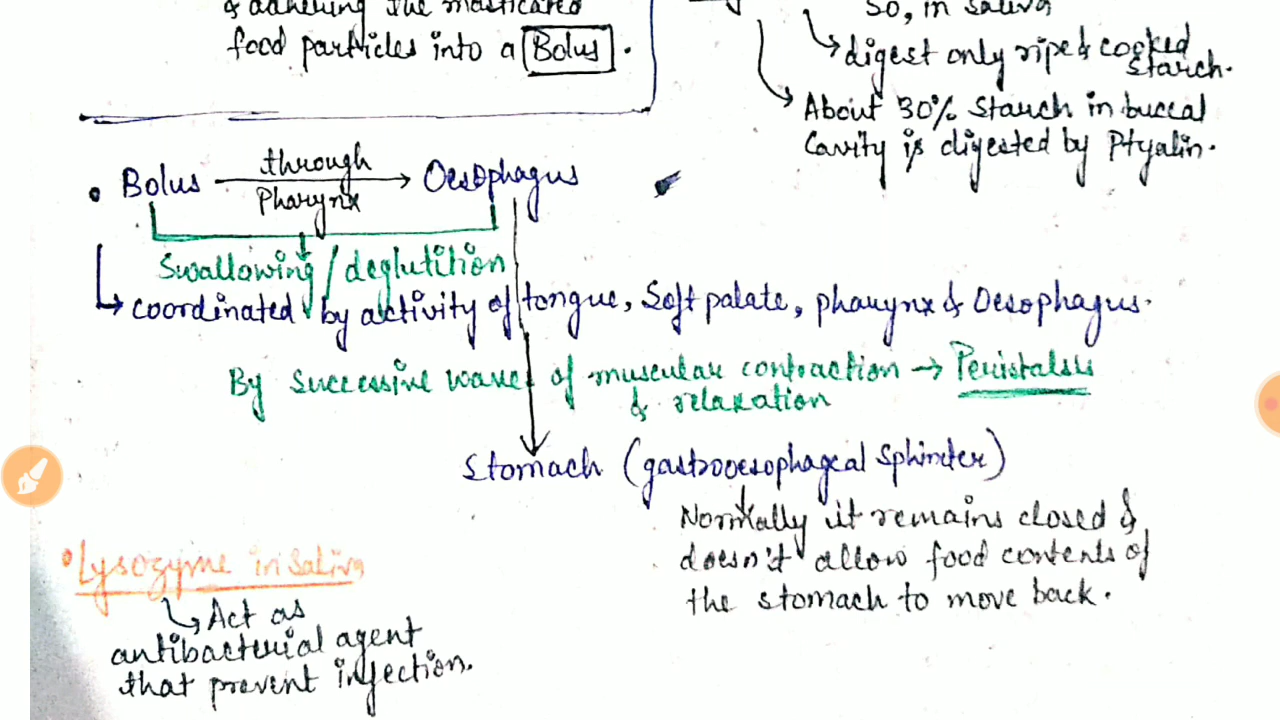 & adhering the masticated
food particles into a Bolus.
So, in saliva
digest only ripe & cooked
starch.
About 30% starch in buccal
Cavity is digested by Ptyalin.
• Bolus through Pharynx → Oesophagus
Swallowing/deglutition
↳ coordinated by activity of tongue, Soft palate, pharynx & Oesophagus.
By successive wave of muscular contraction → Peristalsis
& relaxation
Stomach (gastrooesophageal Sphincter)
Normally it remains closed &
doesn't allow food contents of
the stomach to move back.
• Lysozyme in Saliva
↳ Act as
antibacterial agent
that prevent infection.